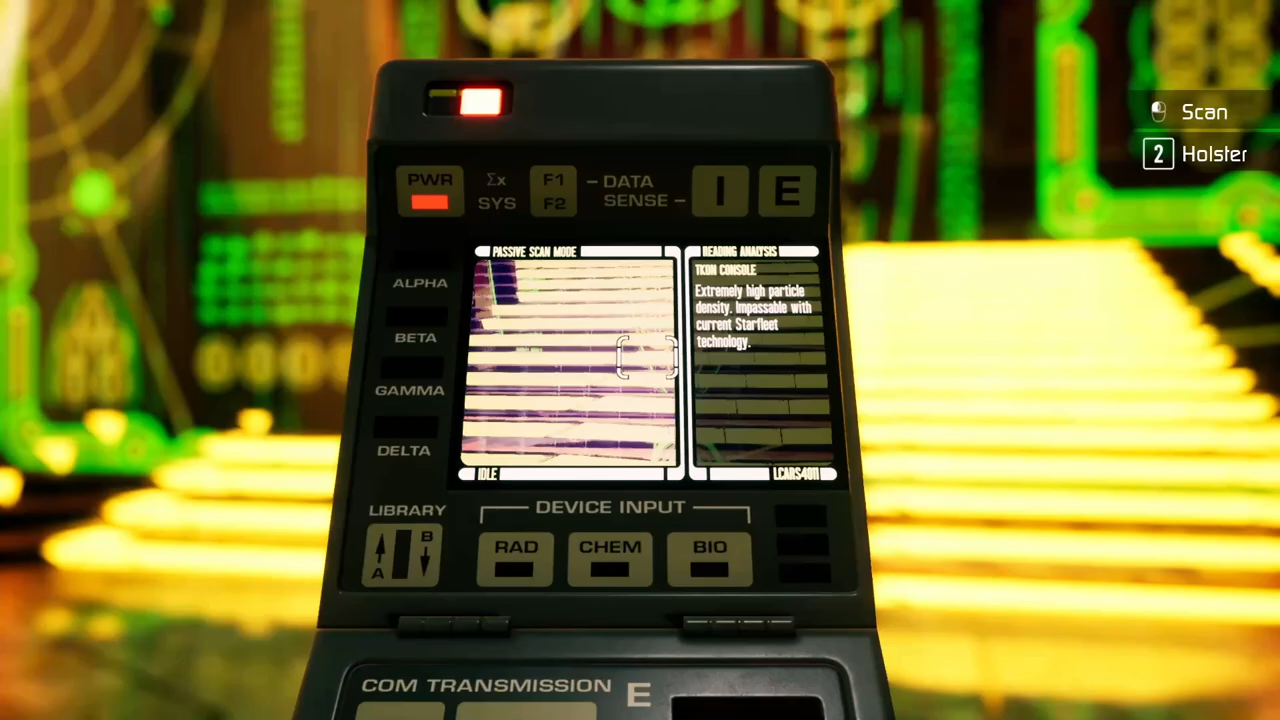 Scan
2 Holster
PWR
Σx
SYS
F1
F2
– DATA
SENSE –
I
E
PASSIVE SCAN MODE
READING ANALYSIS
TKON CONSOLE
Extremely high particle
density. Impassable with
current Starfleet
technology.
ALPHA
BETA
GAMMA
DELTA
IDLE
LCARS4011
LIBRARY
A
B
DEVICE INPUT
RAD
CHEM
BIO
COM TRANSMISSION
E